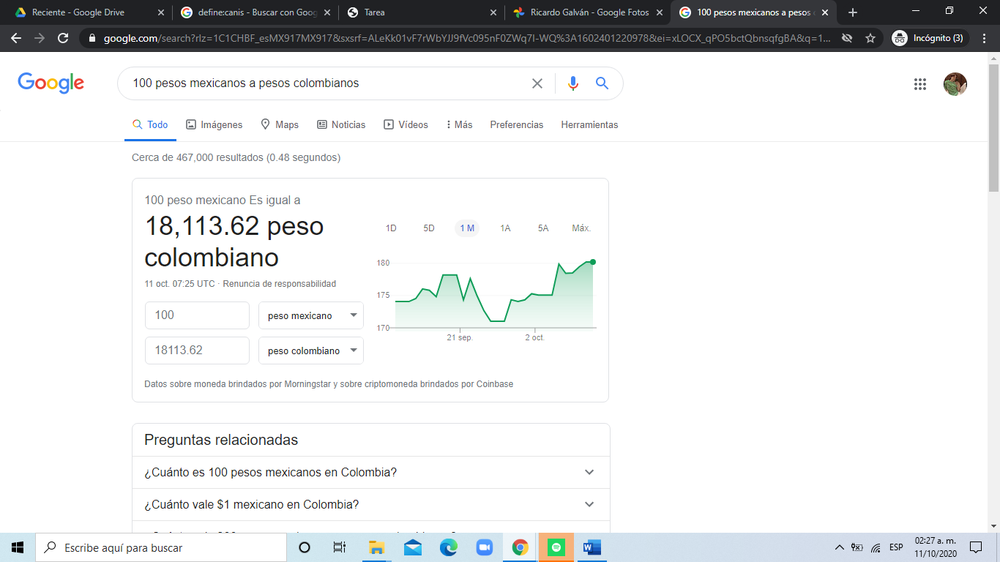 Reciente - Google Drive
define:canis - Buscar con Goog
Tarea
Ricardo Galván - Google Fotos
100 pesos mexicanos a pesos
google.com/search?rlz=1C1CHBF_esMX917MX917&sxsrf=ALeKk01vF7rWbYJJ9fVc095nF0ZWq7I-WQ%3A1602401220978&ei=xLOCX_qPO5bctQbnsqfgBA&q=1...
Incógnito (3)
Google
100 pesos mexicanos a pesos colombianos
Todo Imágenes Maps Noticias Vídeos Más Preferencias Herramientas
Cerca de 467,000 resultados (0.48 segundos)
100 peso mexicano Es igual a
18,113.62 peso
colombiano
11 oct. 07:25 UTC · Renuncia de responsabilidad
100 peso mexicano
18113.62 peso colombiano
1D 5D 1 M 1A 5A Máx.
180
175
170
21 sep. 2 oct.
Datos sobre moneda brindados por Morningstar y sobre criptomoneda brindados por Coinbase
Preguntas relacionadas
¿Cuánto es 100 pesos mexicanos en Colombia?
¿Cuánto vale $1 mexicano en Colombia?
Escribe aquí para buscar
ESP
02:27 a. m.
11/10/2020